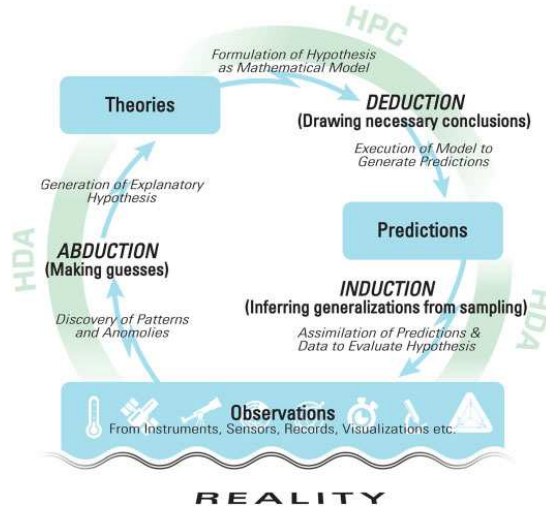 HPC
Formulation of Hypothesis
as Mathematical Model
Theories
DEDUCTION
(Drawing necessary conclusions)
Execution of Model to
Generate Predictions
Generation of Explanatory
Hypothesis
Predictions
HDA
ABDUCTION
(Making guesses)
INDUCTION
(Inferring generalizations from sampling)
HDA
Discovery of Patterns
and Anomolies
Assimilation of Predictions &
Data to Evaluate Hypothesis
Observations
From Instruments, Sensors, Records, Visualizations etc.
REALITY